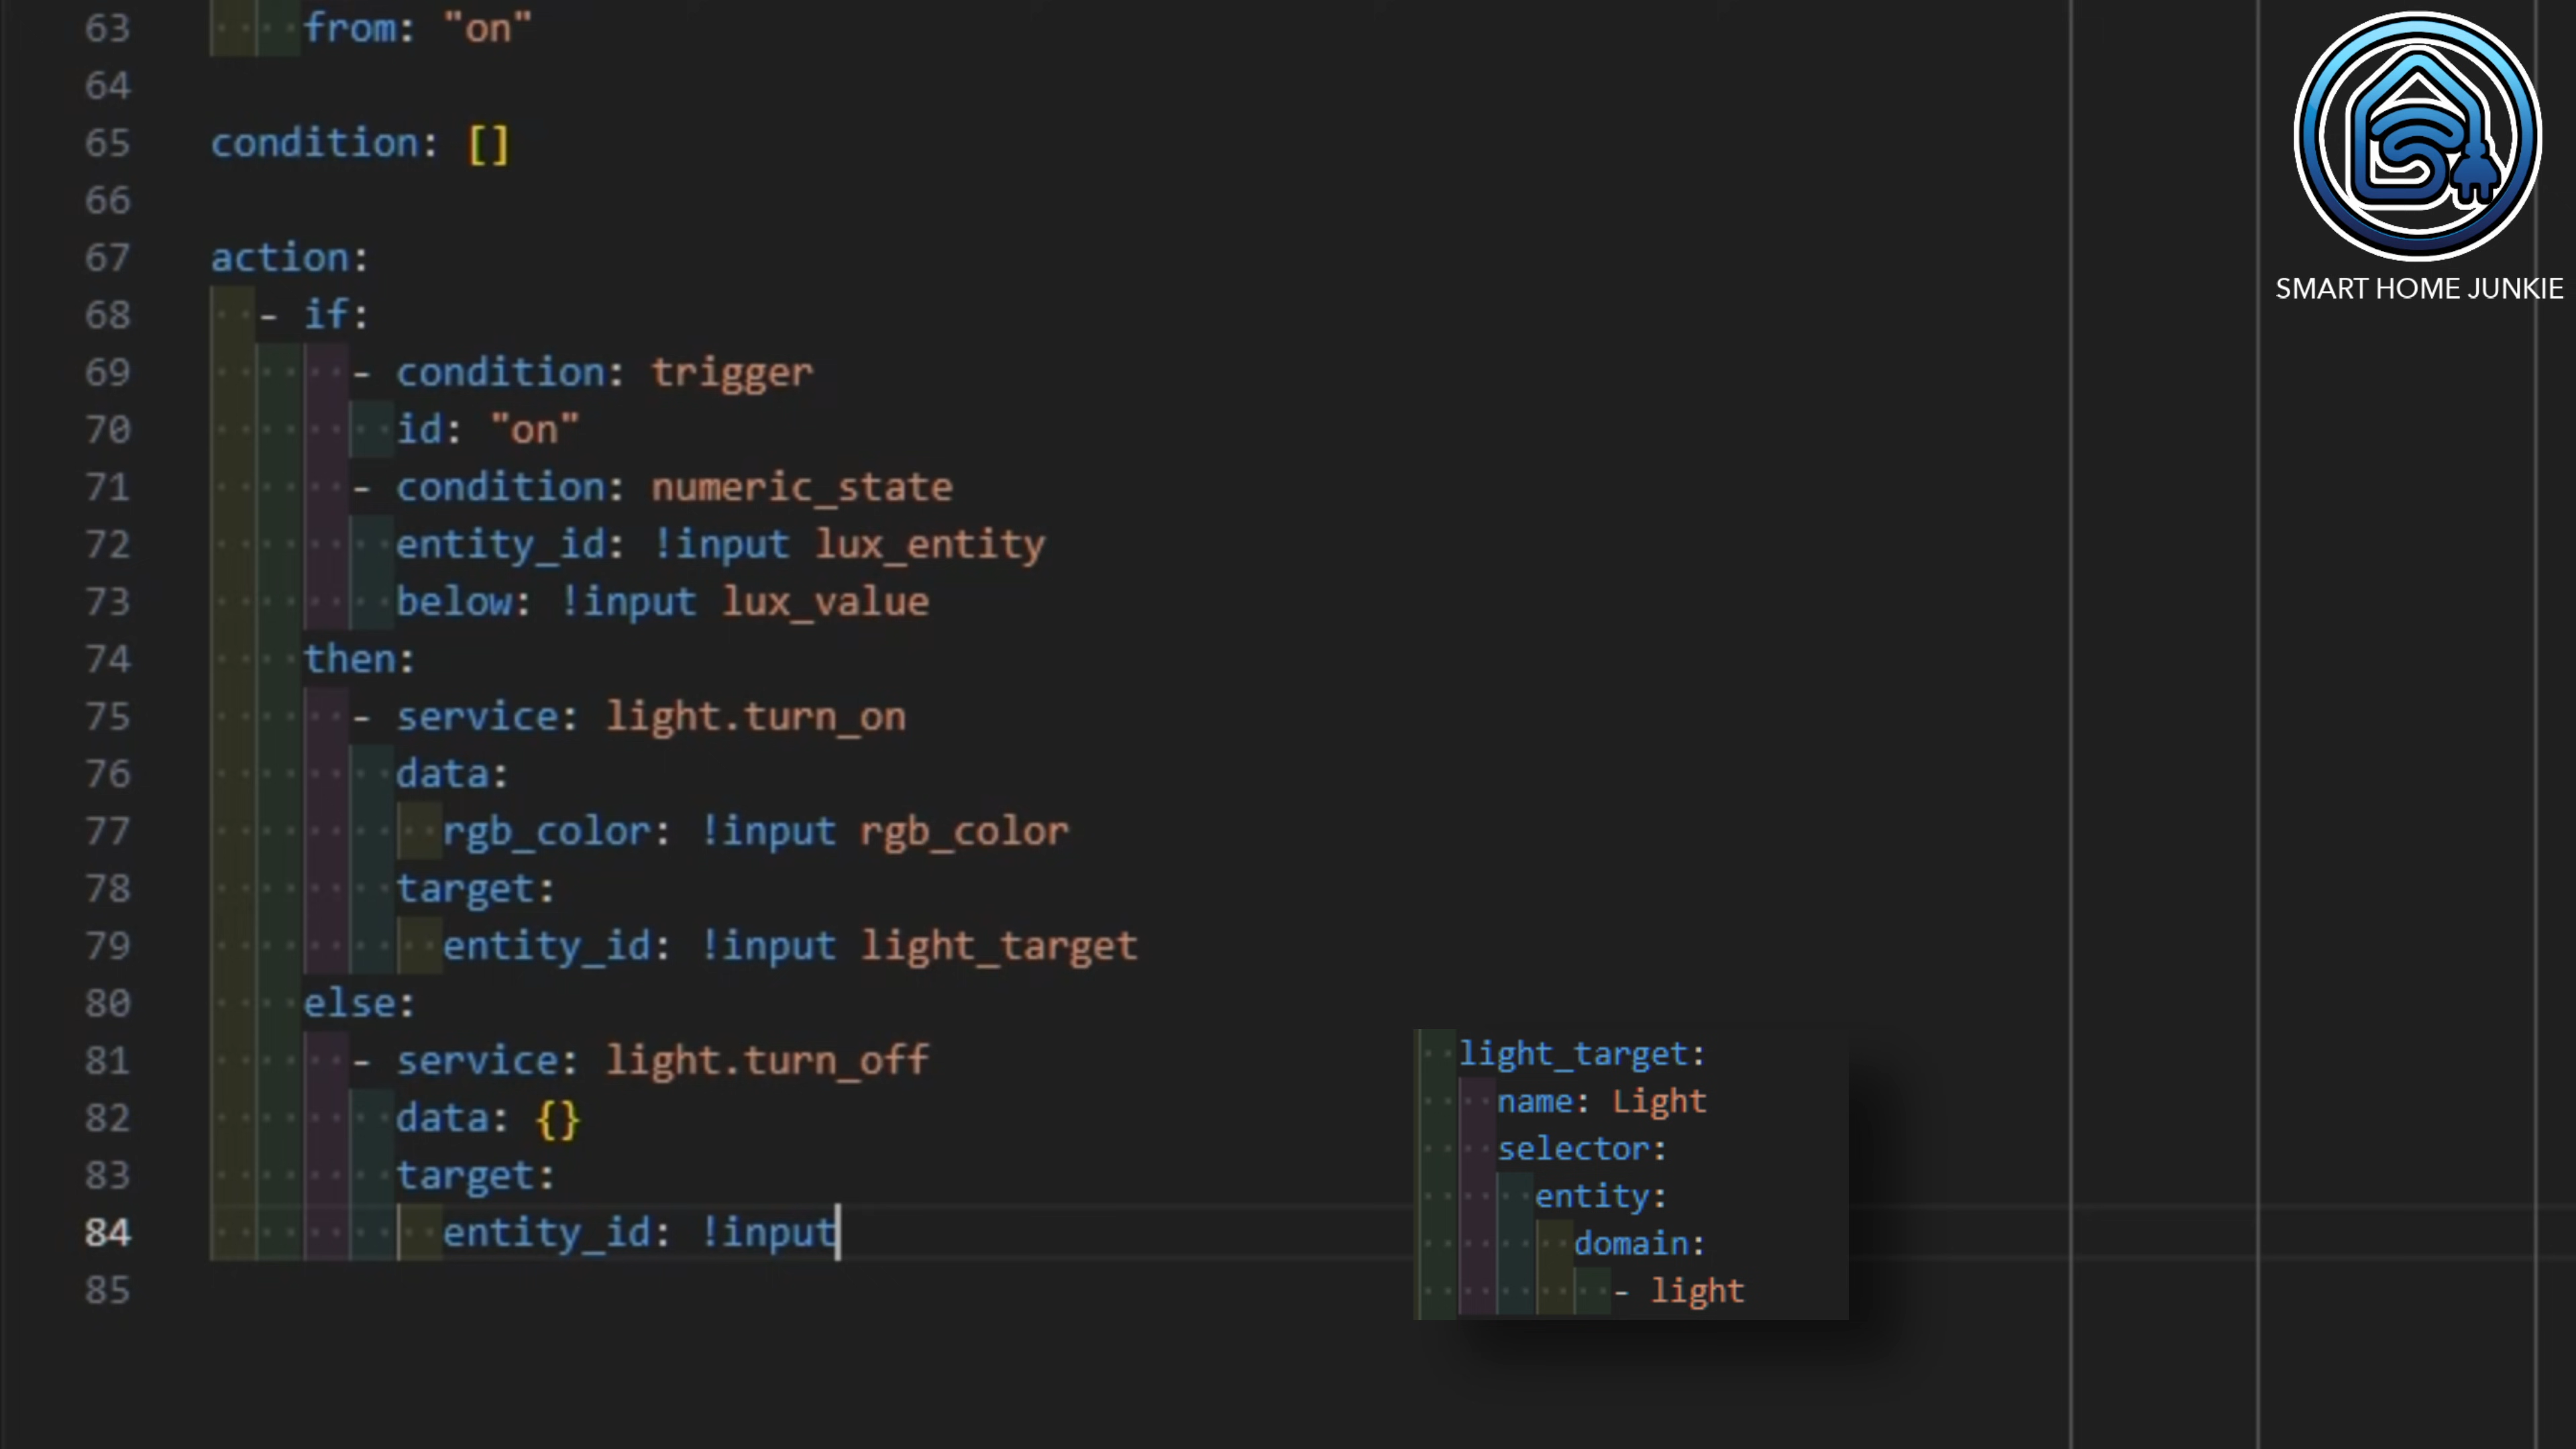 63 from: "on"
64
65 condition: []
66
67 action:
68 - if:
69 - condition: trigger
70 id: "on"
71 - condition: numeric_state
72 entity_id: !input lux_entity
73 below: !input lux_value
74 then:
75 - service: light.turn_on
76 data:
77 rgb_color: !input rgb_color
78 target:
79 entity_id: !input light_target
80 else:
81 - service: light.turn_off
82 data: {}
83 target:
84 entity_id: !input
85
light_target:
name: Light
selector:
entity:
domain:
- light
SMART HOME JUNKIE